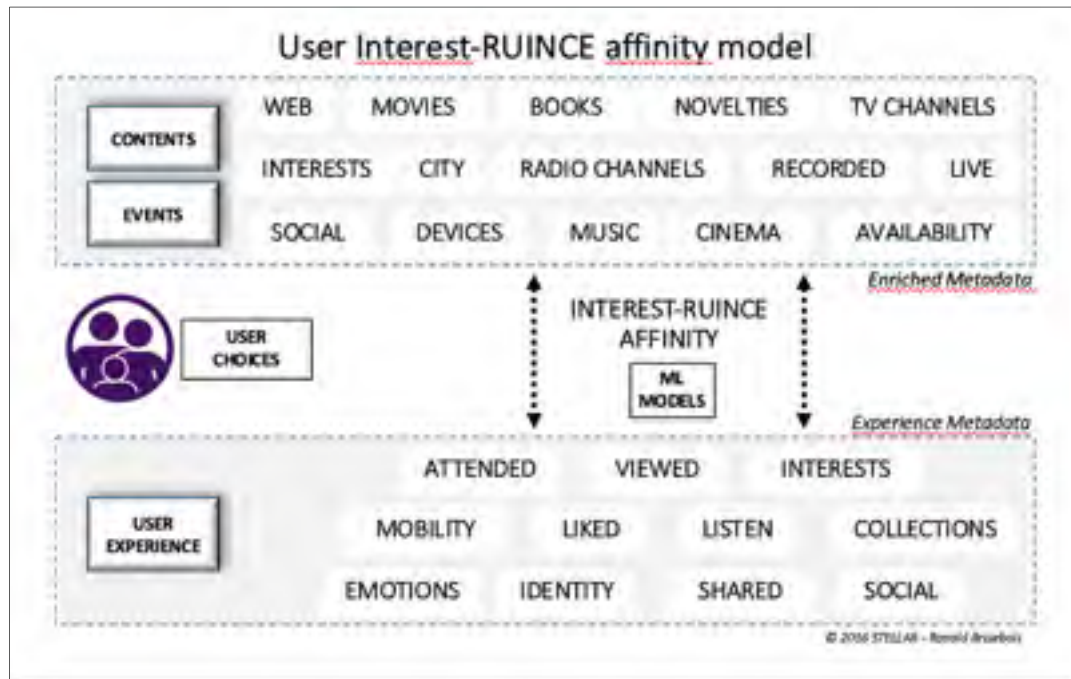 User Interest-RUINCE affinity model
WEB MOVIES BOOKS NOVELTIES TV CHANNELS
CONTENTS
INTERESTS CITY RADIO CHANNELS RECORDED LIVE
EVENTS
SOCIAL DEVICES MUSIC CINEMA AVAILABILITY
Enriched Metadata
INTEREST-RUINCE
AFFINITY
USER
CHOICES
ML
MODELS
Experience Metadata
ATTENDED VIEWED INTERESTS
USER
EXPERIENCE
MOBILITY LIKED LISTEN COLLECTIONS
EMOTIONS IDENTITY SHARED SOCIAL
© 2016 STELLAR - Ronald